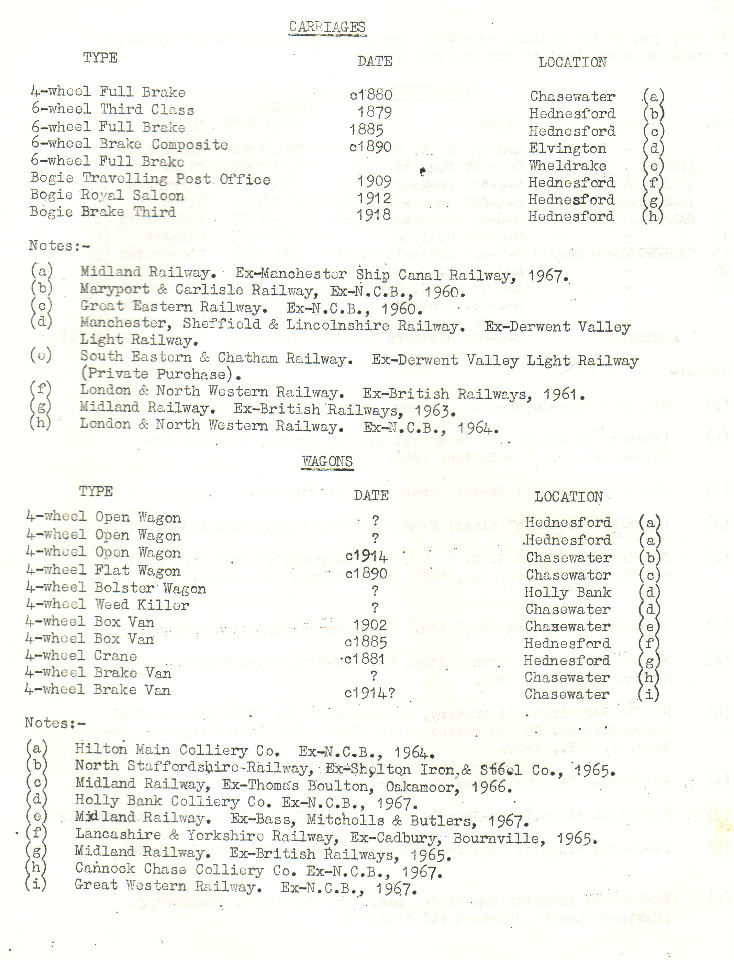 CARRIAGES
TYPE DATE LOCATION
4-wheel Full Brake c1880 Chasewater (a)
6-wheel Third Class 1879 Hednesford (b)
6-wheel Full Brake 1885 Hednesford (c)
6-wheel Brake Composite c1890 Elvington (d)
6-wheel Full Brake Wheldrake (e)
Bogie Travelling Post Office 1909 Hednesford (f)
Bogie Royal Saloon 1912 Hednesford (g)
Bogie Brake Third 1918 Hednesford (h)
Notes:-
(a) Midland Railway. Ex-Manchester Ship Canal Railway, 1967.
(b) Maryport & Carlisle Railway, Ex-N.C.B., 1960.
(c) Great Eastern Railway. Ex-N.C.B., 1960.
(d) Manchester, Sheffield & Lincolnshire Railway. Ex-Derwent Valley
Light Railway.
(e) South Eastern & Chatham Railway. Ex-Derwent Valley Light Railway
(Private Purchase).
(f) London & North Western Railway. Ex-British Railways, 1961.
(g) Midland Railway. Ex-British Railways, 1963.
(h) London & North Western Railway. Ex-N.C.B., 1964.
WAGONS
TYPE DATE LOCATION
4-wheel Open Wagon ? Hednesford (a)
4-wheel Open Wagon ? Hednesford (a)
4-wheel Open Wagon c1914 Chasewater (b)
4-wheel Flat Wagon c1890 Chasewater (c)
4-wheel Bolster Wagon ? Holly Bank (d)
4-wheel Weed Killer ? Chasewater (d)
4-wheel Box Van 1902 Chasewater (e)
4-wheel Box Van c1885 Hednesford (f)
4-wheel Crane c1881 Hednesford (g)
4-wheel Brake Van ? Chasewater (h)
4-wheel Brake Van c1914? Chasewater (i)
Notes:-
(a) Hilton Main Colliery Co. Ex-N.C.B., 1964.
(b) North Staffordshire Railway, Ex-Shelton Iron & Steel Co., 1965.
(c) Midland Railway, Ex-Thomas Boulton, Oakamoor, 1966.
(d) Holly Bank Colliery Co. Ex-N.C.B., 1967.
(e) Midland Railway. Ex-Bass, Mitchells & Butlers, 1967.
(f) Lancashire & Yorkshire Railway, Ex-Cadbury, Bournville, 1965.
(g) Midland Railway. Ex-British Railways, 1965.
(h) Cannock Chase Colliery Co. Ex-N.C.B., 1967.
(i) Great Western Railway. Ex-N.C.B., 1967.